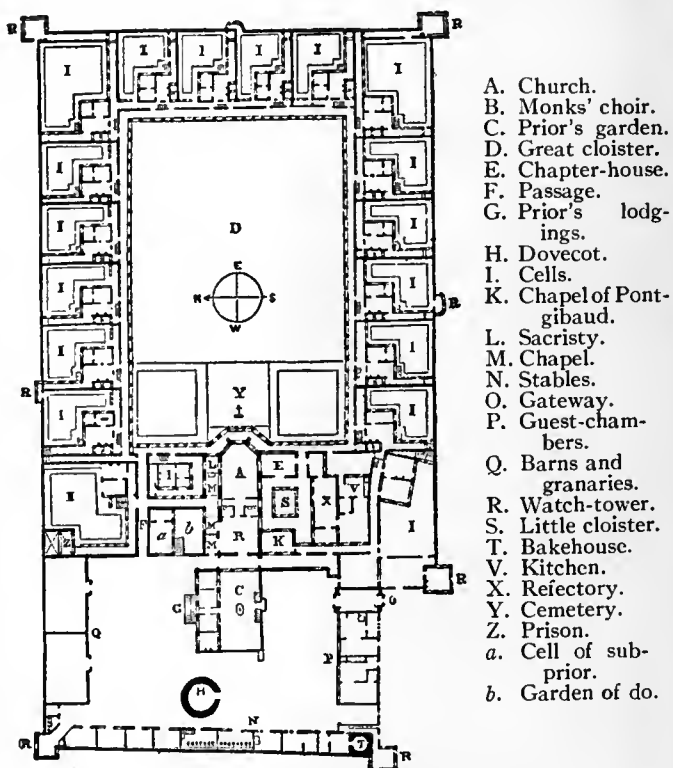 R R
I I I I I I
I I
I I
D
E
N S
W
I I R
I I
R I Y I
I L A E V
M S X
I F a b M R K I
Z
R
G C O
Q P
H
N
R T R
A. Church.
B. Monks' choir.
C. Prior's garden.
D. Great cloister.
E. Chapter-house.
F. Passage.
G. Prior's lodg-
ings.
H. Dovecot.
I. Cells.
K. Chapel of Pont-
gibaud.
L. Sacristy.
M. Chapel.
N. Stables.
O. Gateway.
P. Guest-cham-
bers.
Q. Barns and
granaries.
R. Watch-tower.
S. Little cloister.
T. Bakehouse.
V. Kitchen.
X. Refectory.
Y. Cemetery.
Z. Prison.
a. Cell of sub-
prior.
b. Garden of do.